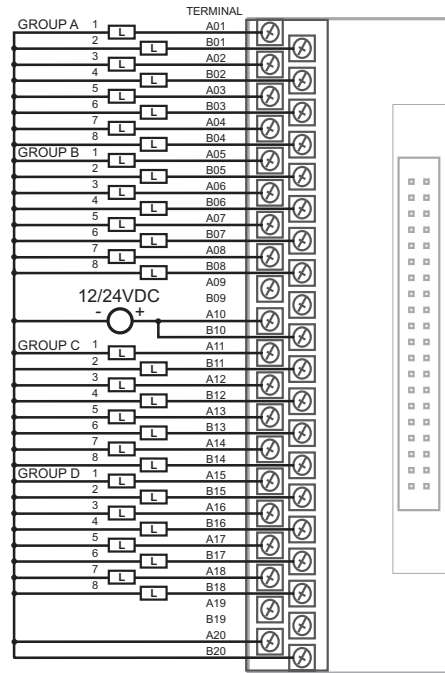 TERMINAL
GROUP A 1 L A01
2 L B01
3 L A02
4 L B02
5 L A03
6 L B03
7 L A04
8 L B04
GROUP B 1 L A05
2 L B05
3 L A06
4 L B06
5 L A07
6 L B07
7 L A08
8 L B08
A09
12/24VDC B09
- + A10
B10
GROUP C 1 L A11
2 L B11
3 L A12
4 L B12
5 L A13
6 L B13
7 L A14
8 L B14
GROUP D 1 L A15
2 L B15
3 L A16
4 L B16
5 L A17
6 L B17
7 L A18
8 L B18
A19
B19
A20
B20